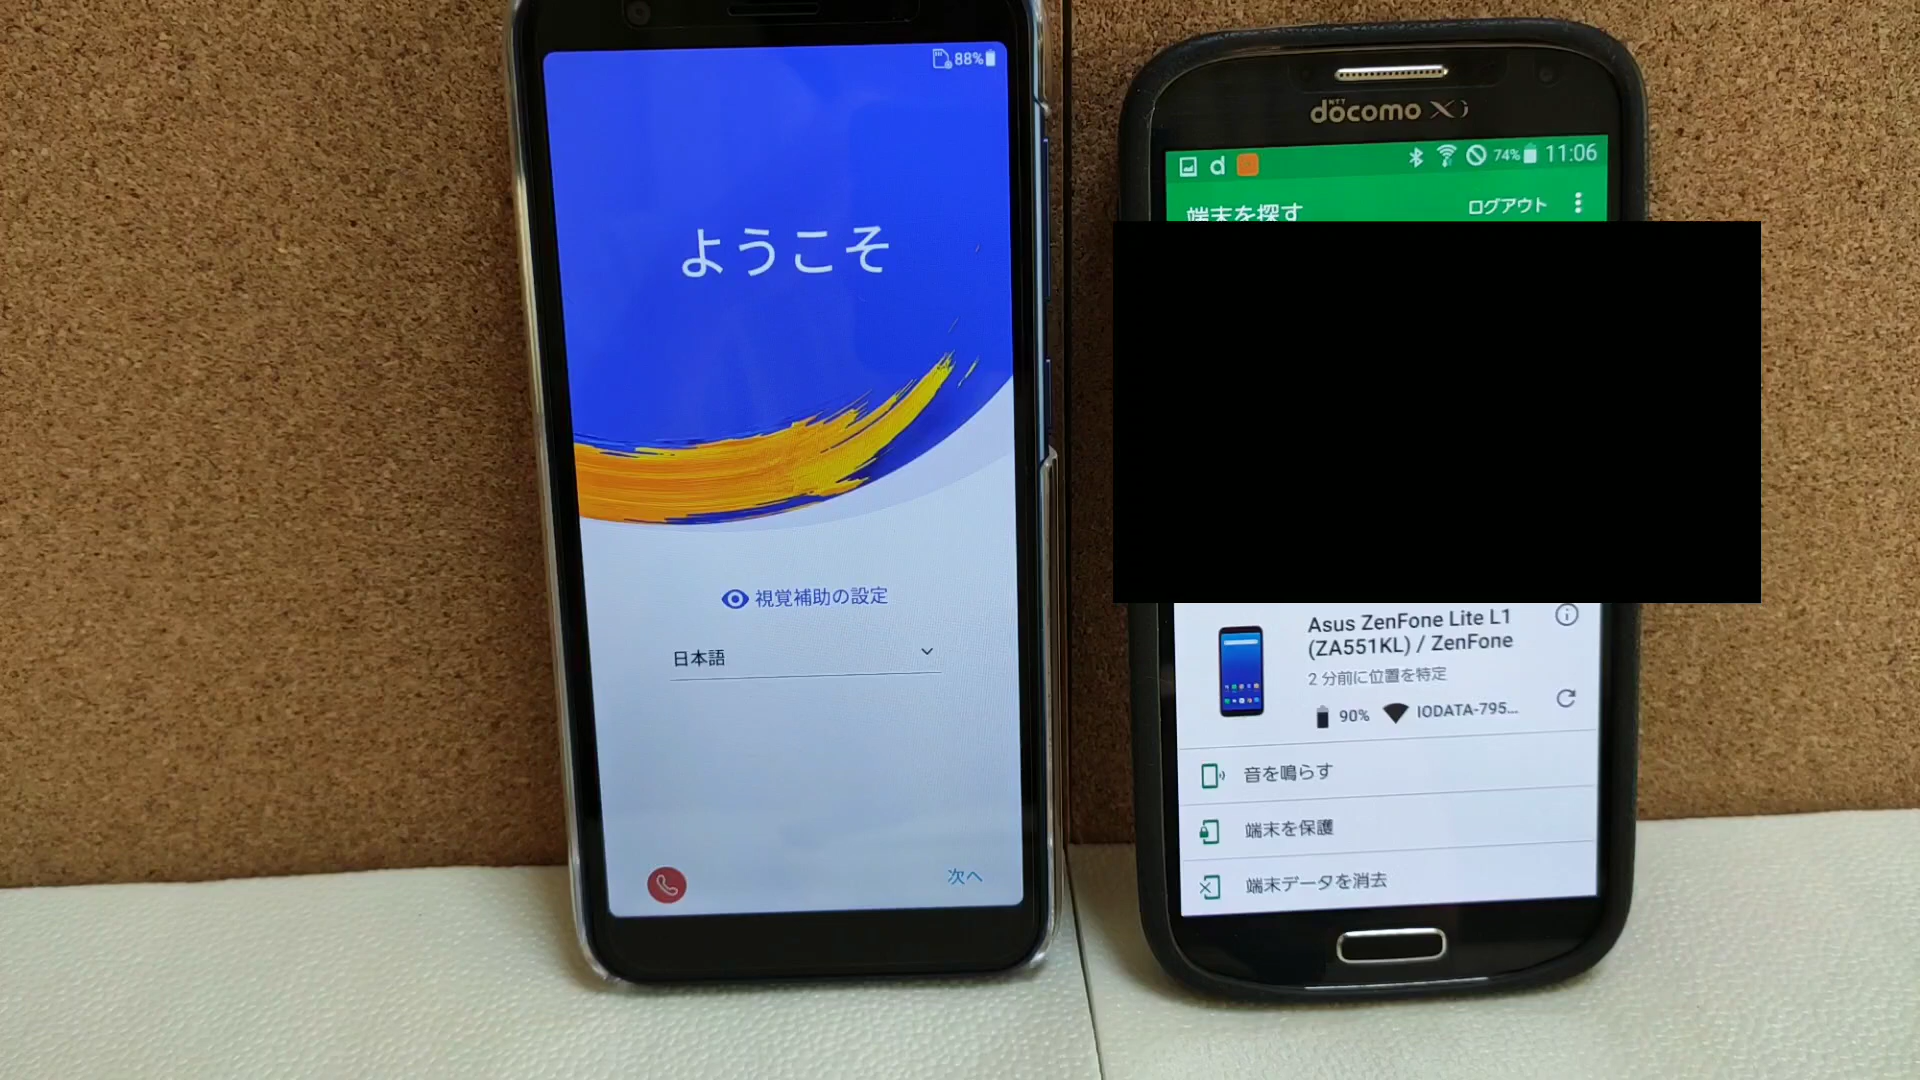 88%
ようこそ
視覚補助の設定
日本語
次へ
NTT
docomo Xi
d
74% 11:06
端末を探す
ログアウト
Asus ZenFone Lite L1
(ZA551KL) / ZenFone
2 分前に位置を特定
90% IODATA-795...
音を鳴らす
端末を保護
端末データを消去